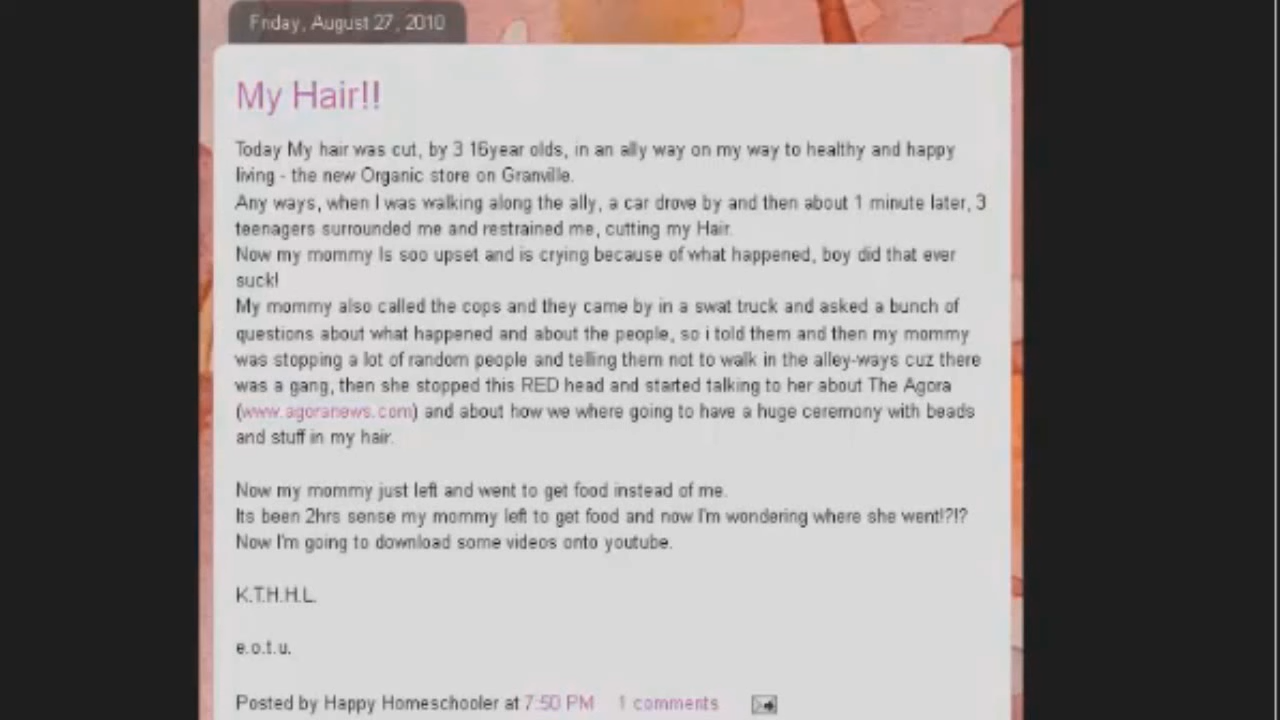 Friday, August 27, 2010
My Hair!!
Today My hair was cut, by 3 16year olds, in an ally way on my way to healthy and happy
living - the new Organic store on Granville.
Any ways, when I was walking along the ally, a car drove by and then about 1 minute later, 3
teenagers surrounded me and restrained me, cutting my Hair.
Now my mommy Is soo upset and is crying because of what happened, boy did that ever
suck!
My mommy also called the cops and they came by in a swat truck and asked a bunch of
questions about what happened and about the people, so i told them and then my mommy
was stopping a lot of random people and telling them not to walk in the alley-ways cuz there
was a gang, then she stopped this RED head and started talking to her about The Agora
(www.agoranews.com) and about how we where going to have a huge ceremony with beads
and stuff in my hair.
Now my mommy just left and went to get food instead of me.
Its been 2hrs sense my mommy left to get food and now I'm wondering where she went!?!?
Now I'm going to download some videos onto youtube.
K.T.H.H.L.
e.o.t.u.
Posted by Happy Homeschooler at 7:50 PM 1 comments